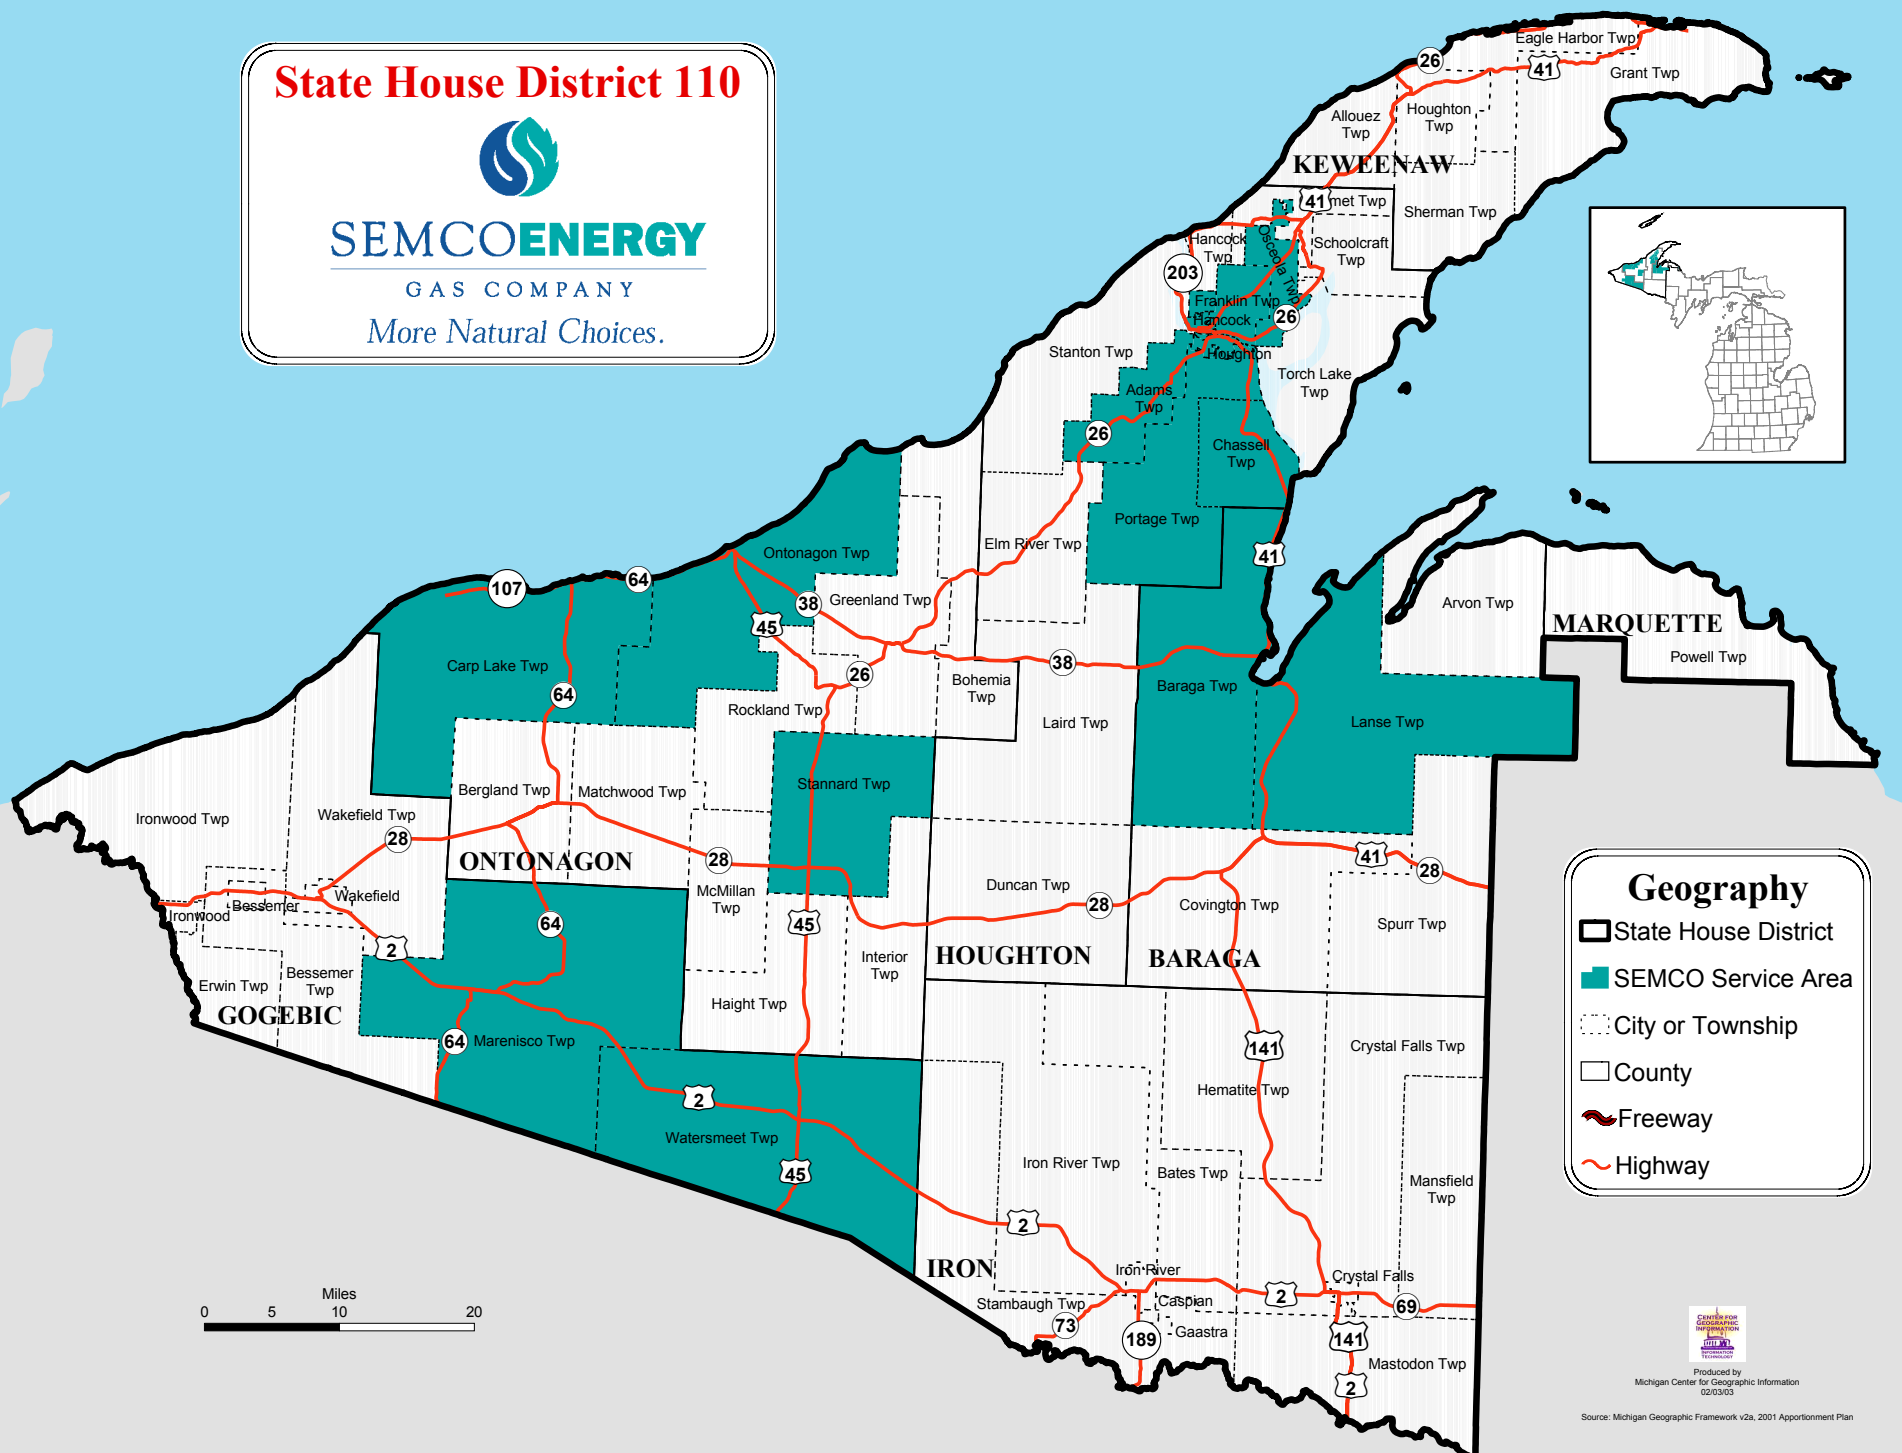 State House District 110
SEMCOENERGY
GAS COMPANY
More Natural Choices.
Eagle Harbor Twp
26
41
Grant Twp
Allouez
Twp
Houghton
Twp
KEWEENAW
41
met Twp
Sherman Twp
Hancock
Twp
Osceola Twp
Schoolcraft
Twp
203
Franklin Twp
Hancock
26
Houghton
Stanton Twp
Torch Lake
Twp
Adams
Twp
26
Chassell
Twp
Portage Twp
Elm River Twp
41
Ontonagon Twp
107
64
38
Greenland Twp
45
Arvon Twp
MARQUETTE
Powell Twp
Carp Lake Twp
64
26
38
Bohemia
Twp
Baraga Twp
Rockland Twp
Laird Twp
Lanse Twp
Stannard Twp
Bergland Twp
Matchwood Twp
Ironwood Twp
Wakefield Twp
28
ONTONAGON
28
41
28
McMillan
Twp
Duncan Twp
28
Covington Twp
Spurr Twp
Wakefield
Bessemer
Ironwood
2
64
45
Interior
Twp
HOUGHTON
BARAGA
Erwin Twp
Bessemer
Twp
GOGEBIC
Haight Twp
64
Marenisco Twp
141
Crystal Falls Twp
Hematite Twp
2
Watersmeet Twp
45
Iron River Twp
Bates Twp
Mansfield
Twp
2
IRON
Iron River
Crystal Falls
2
69
Stambaugh Twp
Caspian
73
189
Gaastra
141
Mastodon Twp
2
Geography
State House District
SEMCO Service Area
City or Township
County
Freeway
Highway
Miles
0 5 10 20
CENTER FOR
GEOGRAPHIC
INFORMATION
INFORMATION
TECHNOLOGY
Produced by
Michigan Center for Geographic Information
02/03/03
Source: Michigan Geographic Framework v2a, 2001 Apportionment Plan